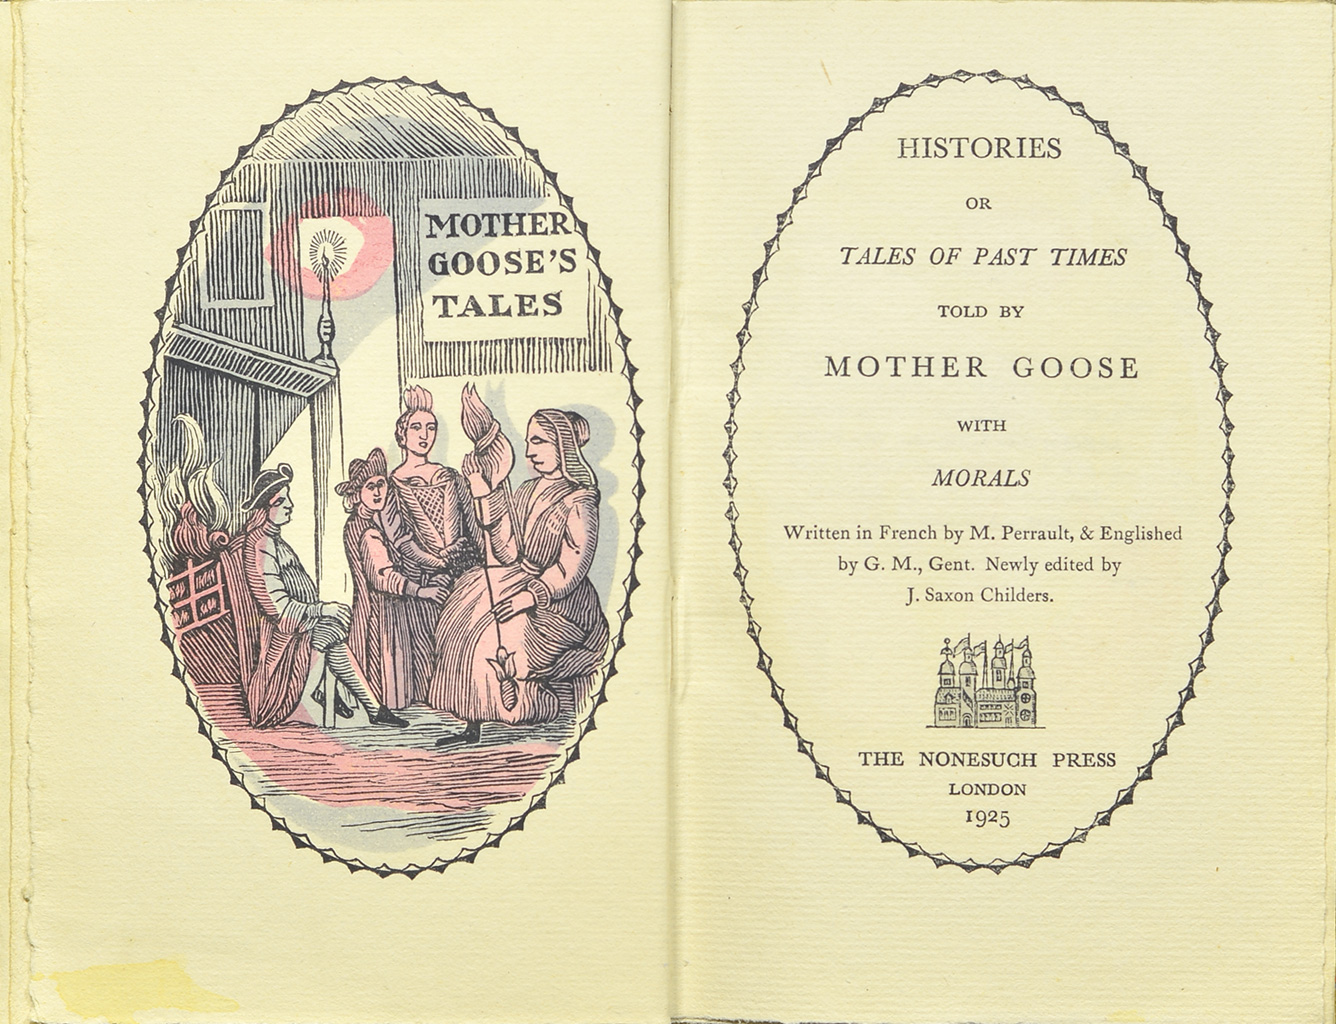 MOTHER
GOOSE'S
TALES
HISTORIES
OR
TALES OF PAST TIMES
TOLD BY
MOTHER GOOSE
WITH
MORALS
Written in French by M. Perrault, & Englished
by G. M., Gent. Newly edited by
J. Saxon Childers.
THE NONESUCH PRESS
LONDON
1925